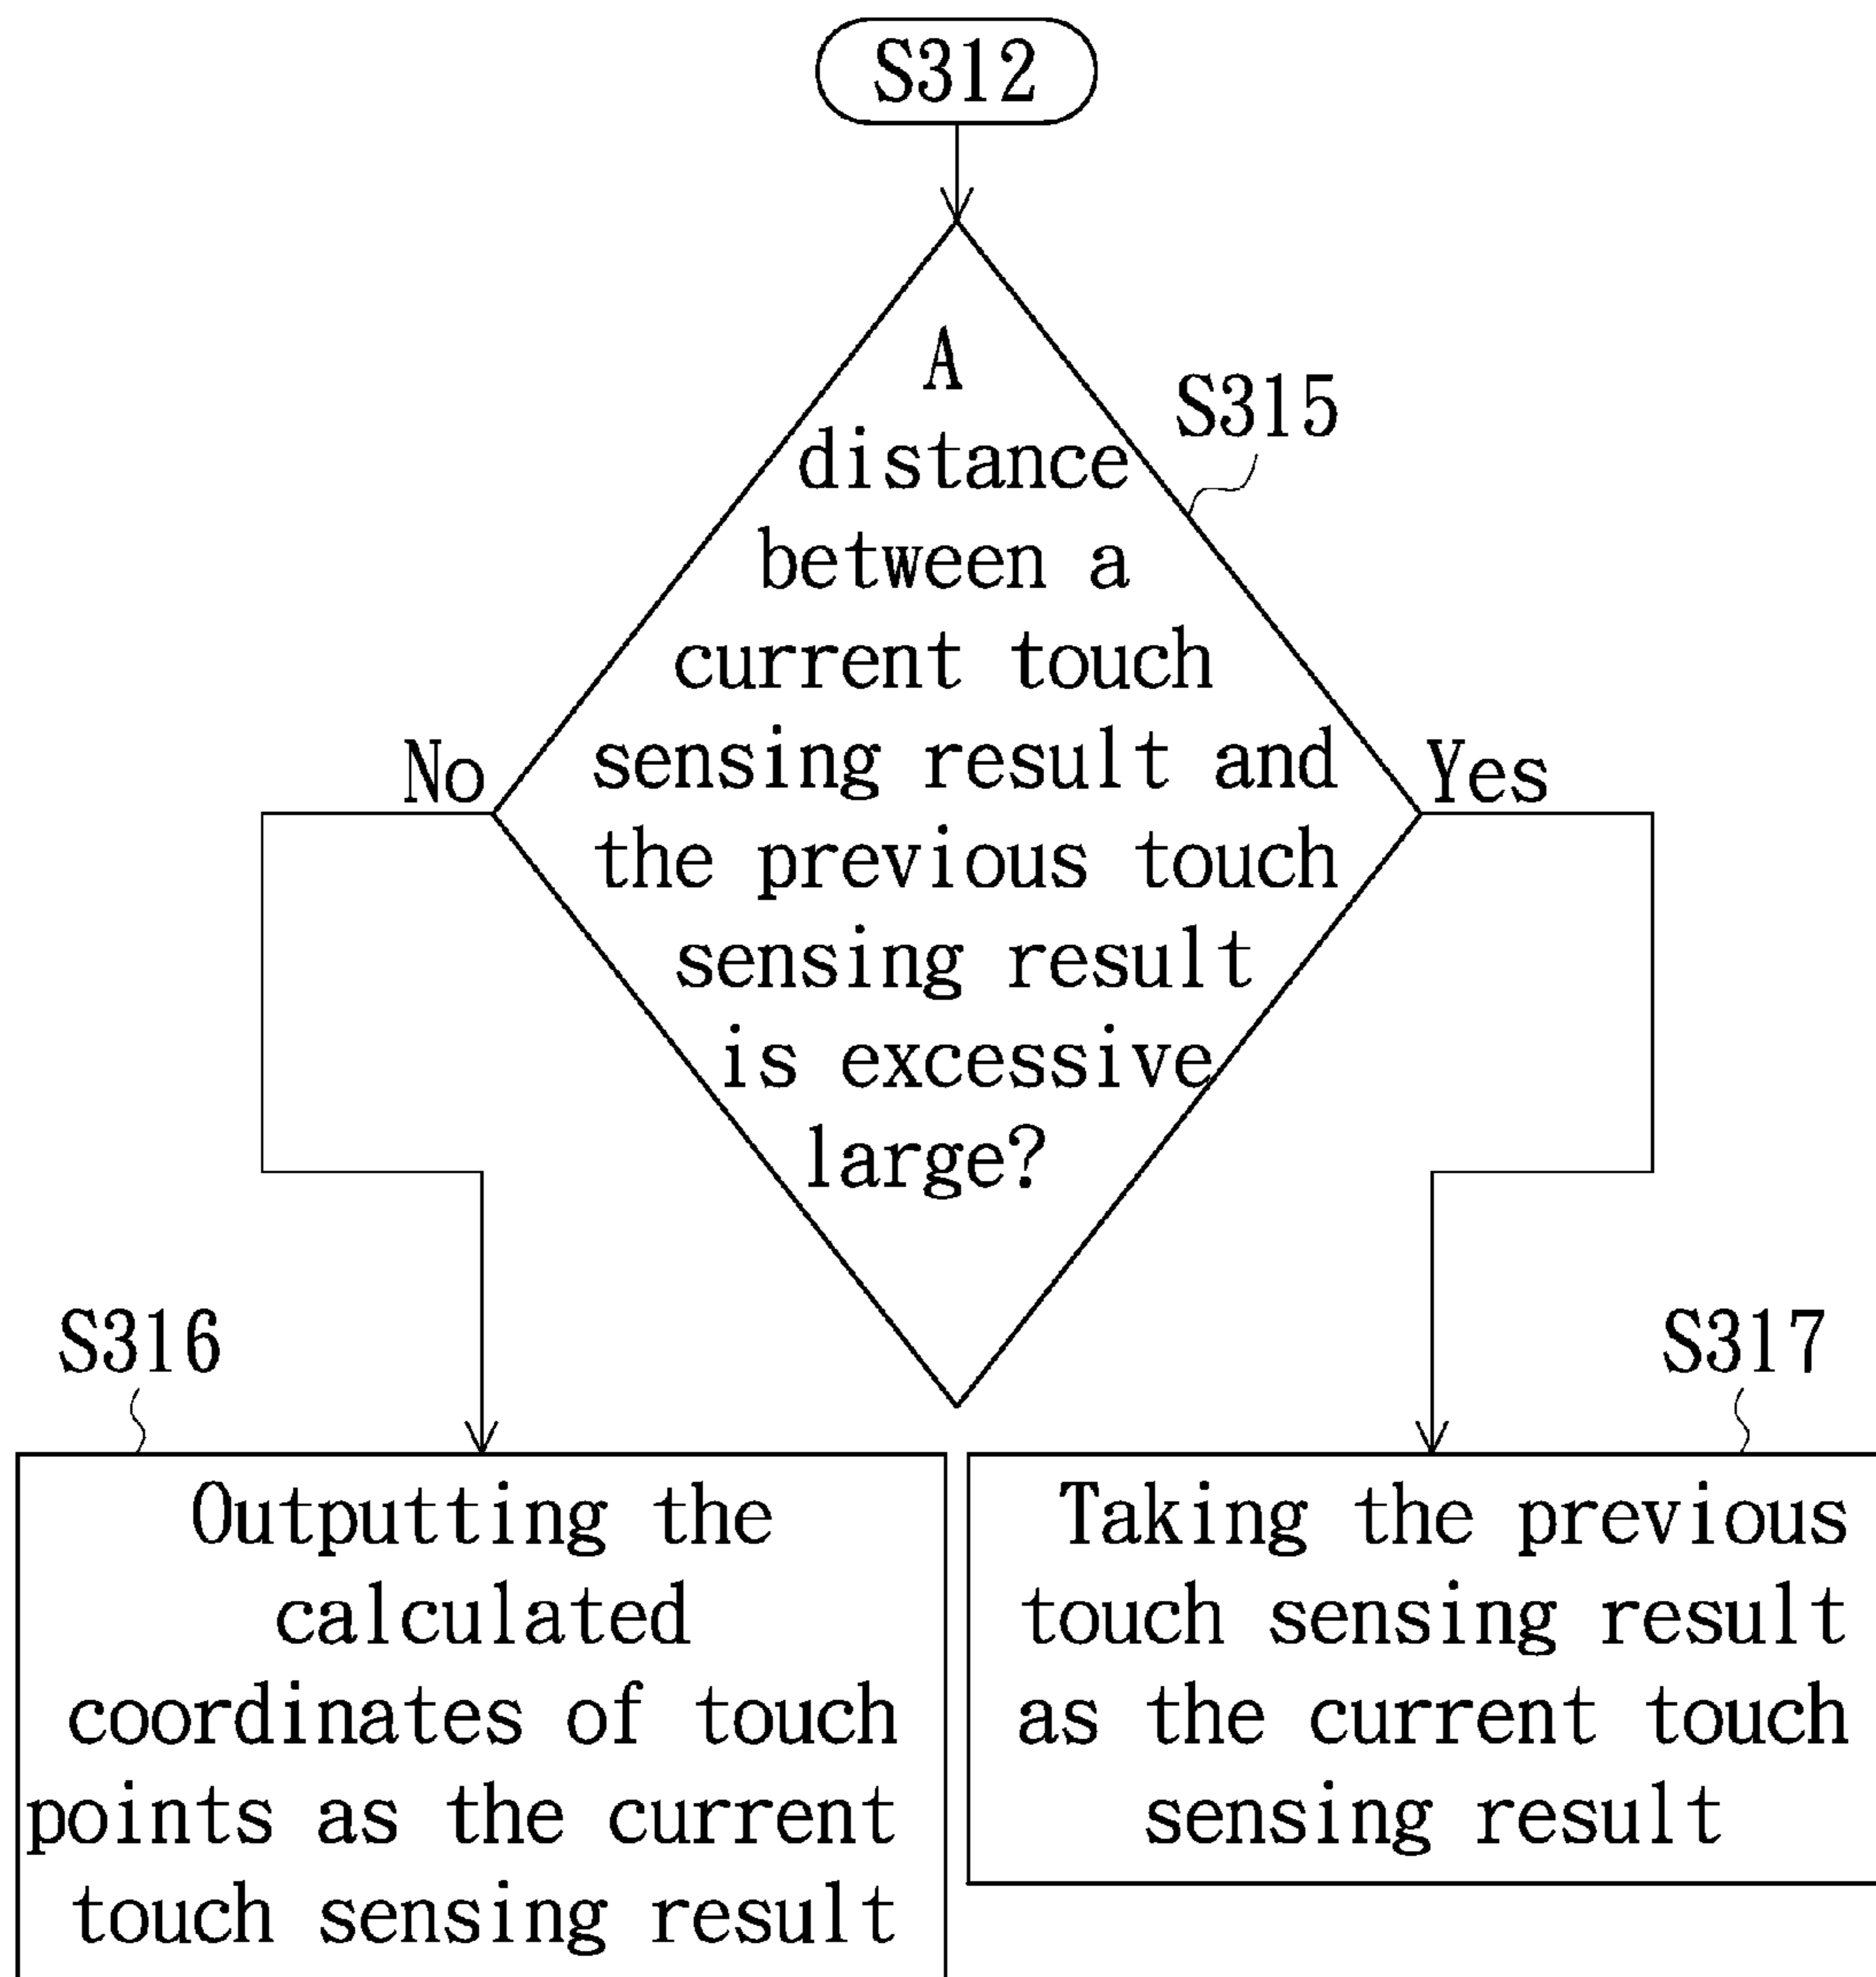 S312
A
distance
between a
current touch
sensing result and
the previous touch
sensing result
is excessive
large?
S315
No
Yes
S316
Outputting the
calculated
coordinates of touch
points as the current
touch sensing result
S317
Taking the previous
touch sensing result
as the current touch
sensing result